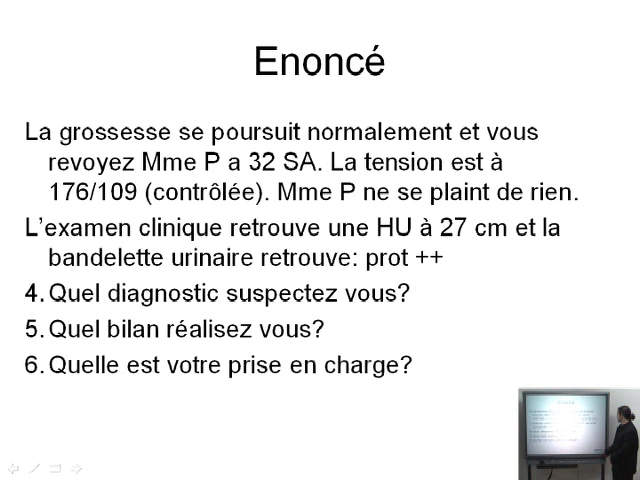 Enoncé
La grossesse se poursuit normalement et vous
revoyez Mme P a 32 SA. La tension est à
176/109 (contrôlée). Mme P ne se plaint de rien.
L'examen clinique retrouve une HU à 27 cm et la
bandelette urinaire retrouve: prot ++
4. Quel diagnostic suspectez vous?
5. Quel bilan réalisez vous?
6. Quelle est votre prise en charge?